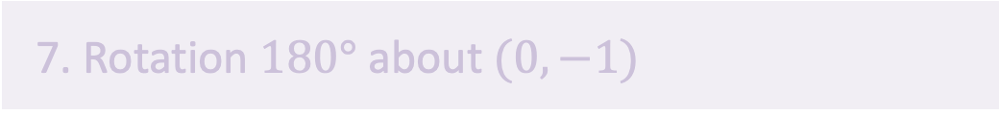 7. Rotation 180° about (0, −1)